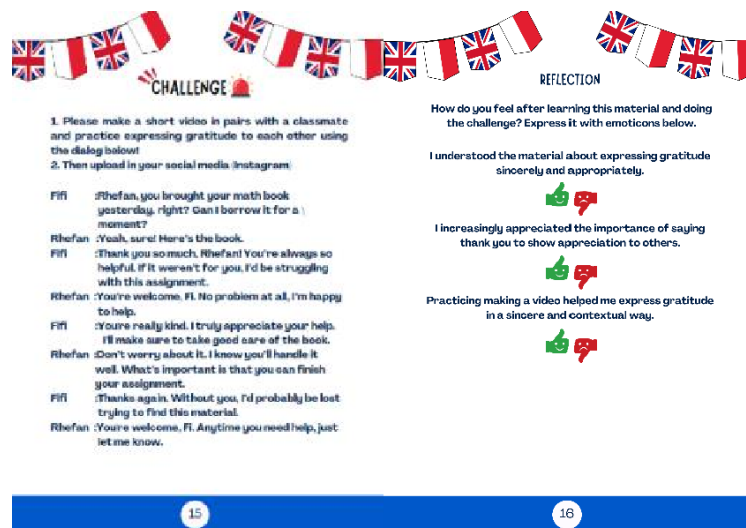 CHALLENGE
1. Please make a short video in pairs with a classmate
and practice expressing gratitude to each other using
the dialog below!
2. Then upload in your social media (Instagram)
Fifi :Rhefan, you brought your math book
yesterday, right? Can I borrow it for a \
moment?
Rhefan :Yeah, sure! Here's the book.
Fifi :Thank you so much, Rhefan! You're always so
helpful. If it weren't for you, I'd be struggling
with this assignment.
Rhefan :You're welcome, Fi. No problem at all, I'm happy
to help.
Fifi :Youre really kind. I truly appreciate your help.
I'll make sure to take good care of the book.
Rhefan :Don't worry about it. I know you'll handle it
well. What's important is that you can finish
your assignment.
Fifi :Thanks again. Without you, I'd probably be lost
trying to find this material.
Rhefan :Youre welcome, Fi. Anytime you need help, just
let me know.
15
REFLECTION
How do you feel after learning this material and doing
the challenge? Express it with emoticons below.
I understood the material about expressing gratitude
sincerely and appropriately.
I increasingly appreciated the importance of saying
thank you to show appreciation to others.
Practicing making a video helped me express gratitude
in a sincere and contextual way.
16